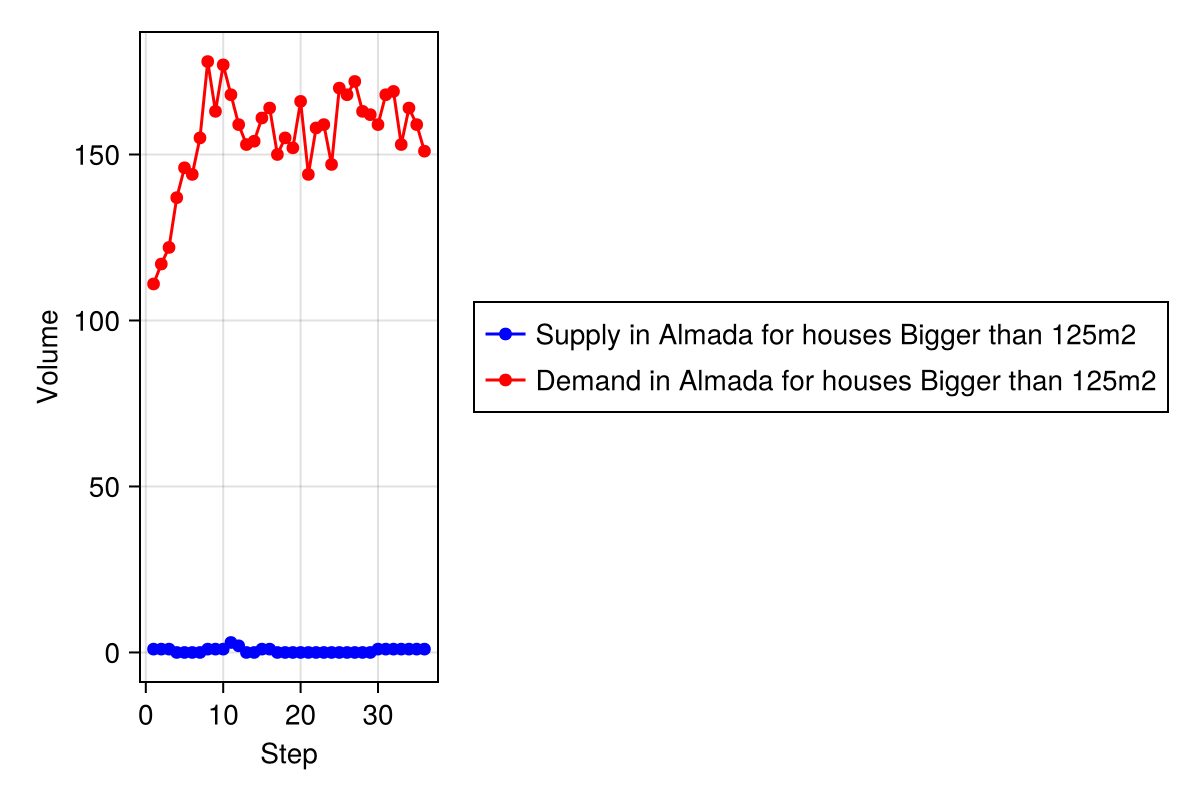 150
100
50
0
Volume
0 10 20 30
Step
Supply in Almada for houses Bigger than 125m2
Demand in Almada for houses Bigger than 125m2